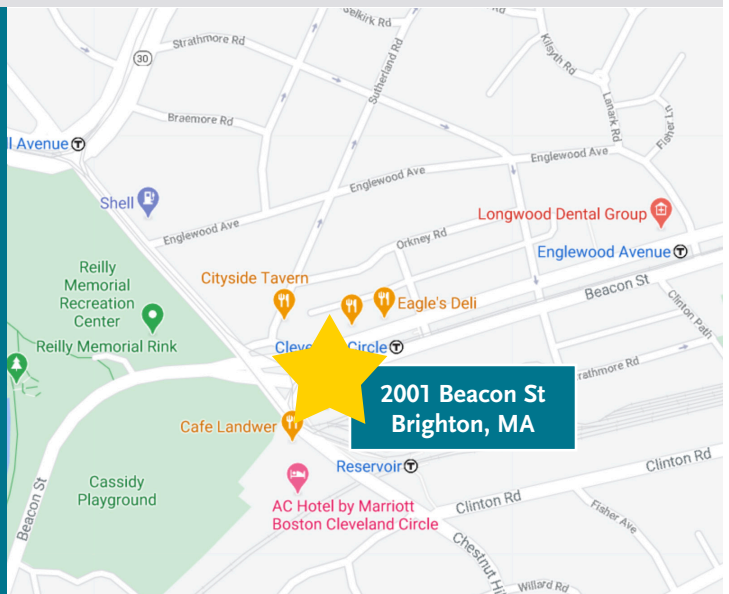 Selkirk Rd
Strathmore Rd
30
Sutherland Rd
Kilsyth Rd
Lanark Rd
Fisher Ln
Braemore Rd
l Avenue T
Englewood Ave
Englewood Ave
Shell
Englewood Ave
Longwood Dental Group
Orkney Rd
Englewood Avenue T
Reilly
Memorial
Recreation
Center
Cityside Tavern
Beacon St
Clinton Path
Eagle's Deli
Reilly Memorial Rink
Circle T
rathmore Rd
2001 Beacon St
Brighton, MA
Cafe Landwer
Reservoir T
Clinton Rd
Cassidy
Playground
Beacon St
AC Hotel by Marriott
Boston Cleveland Circle
Clinton Rd
Fisher Ave
Chestnut Hi
Willard Rd